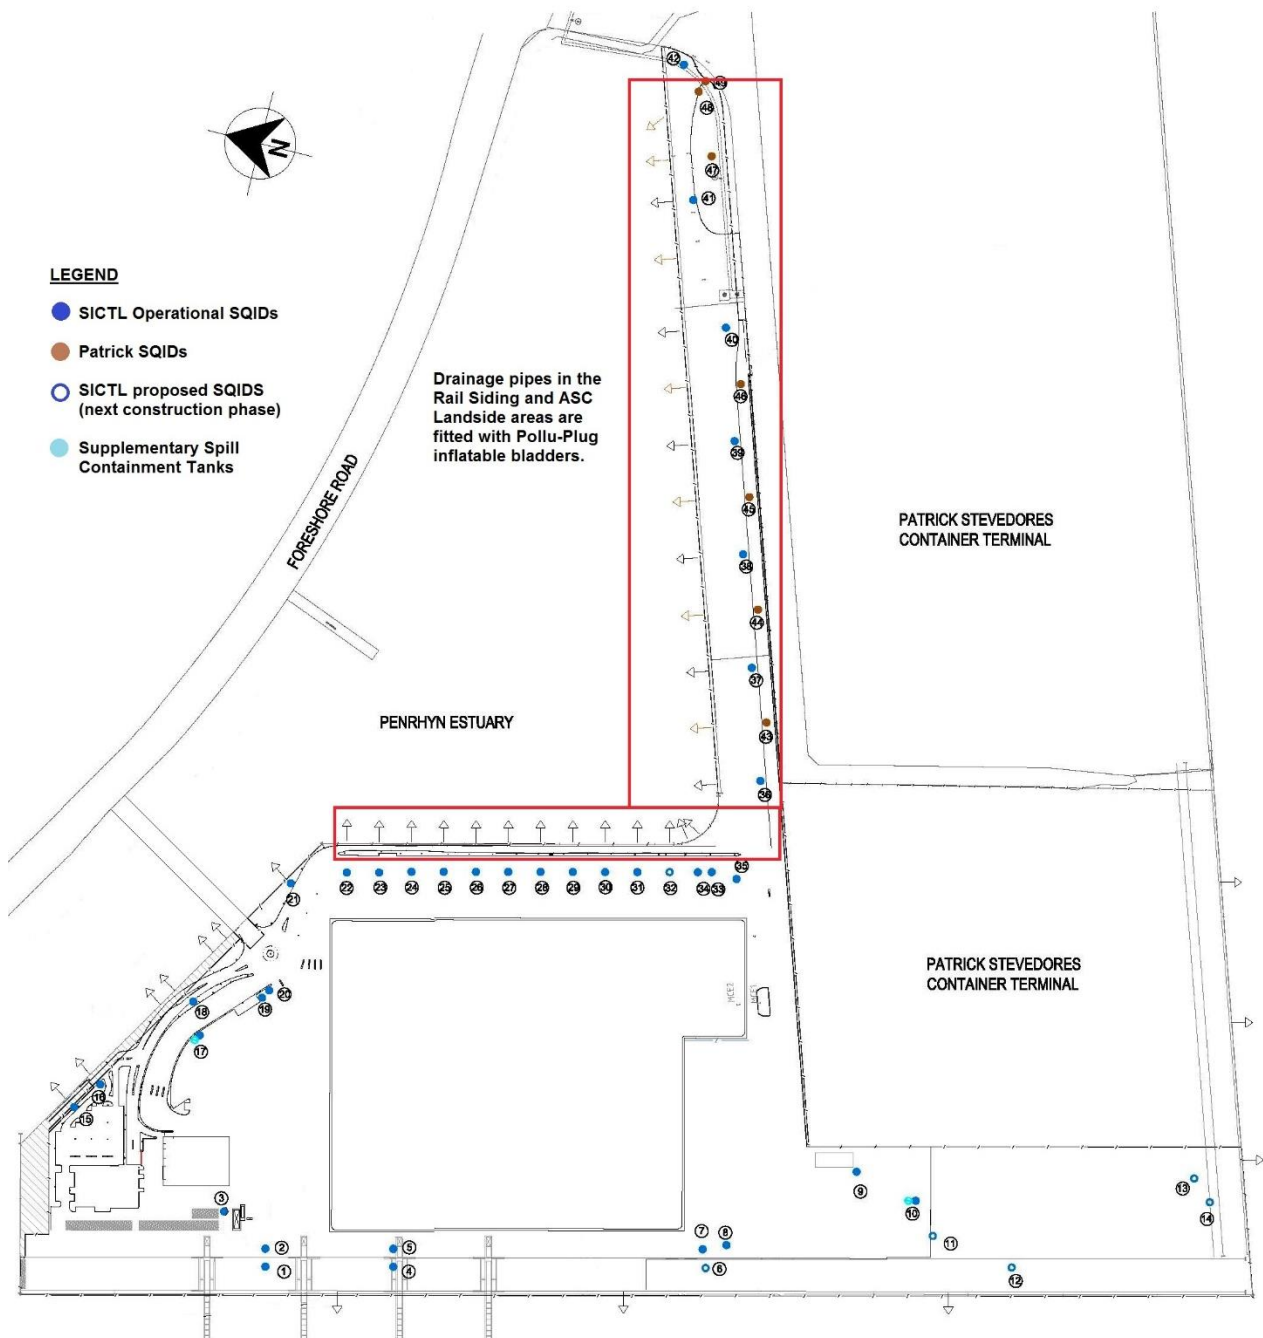 42
49
48
47
N
41
LEGEND
SICTL Operational SQIDs
40
Patrick SQIDs
SICTL proposed SQIDS
(next construction phase)
Drainage pipes in the
Rail Siding and ASC
Landside areas are
fitted with Pollu-Plug
inflatable bladders.
46
Supplementary Spill
Containment Tanks
39
FORESHORE ROAD
45
PATRICK STEVEDORES
CONTAINER TERMINAL
38
44
37
PENRHYN ESTUARY
43
36
35
22
23
24
25
26
27
28
29
30
31
32
34
33
21
PATRICK STEVEDORES
CONTAINER TERMINAL
MCE2
MCE1
20
19
18
17
16
15
9
13
10
14
3
11
2
5
7
8
1
4
6
12